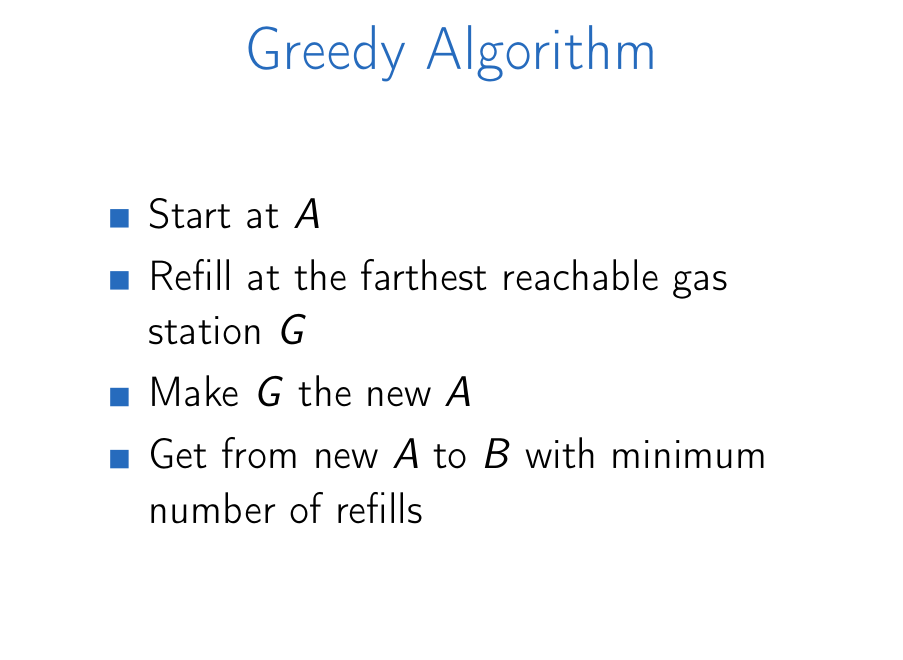 Greedy Algorithm
Start at A
Refill at the farthest reachable gas
station G
Make G the new A
Get from new A to B with minimum
number of refills